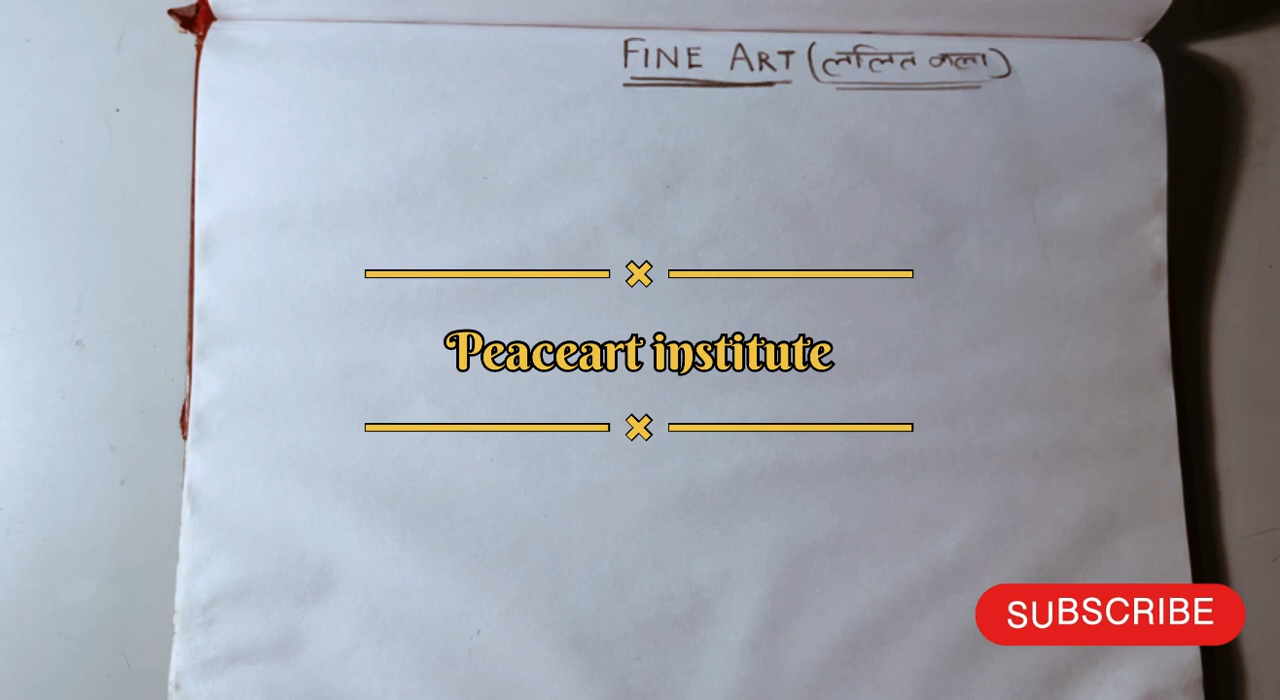 FINE ART (ललित कला)
Peaceart institute
SUBSCRIBE